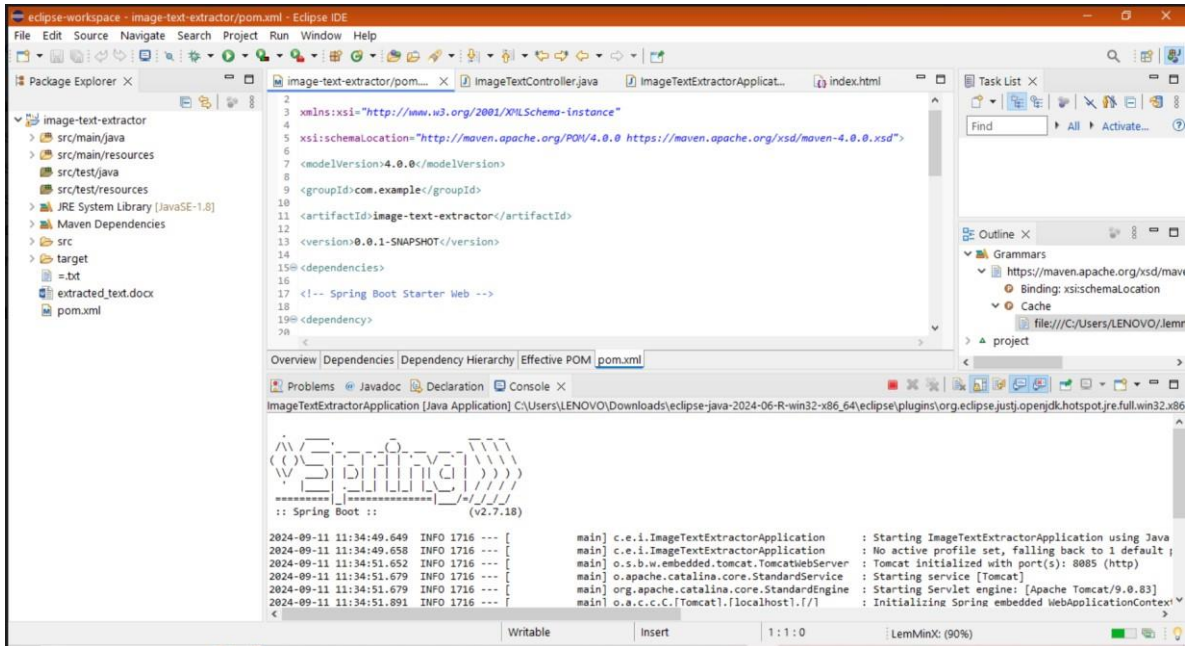 eclipse-workspace - image-text-extractor/pom.xml - Eclipse IDE
File Edit Source Navigate Search Project Run Window Help
Package Explorer
image-text-extractor
src/main/java
src/main/resources
src/test/java
src/test/resources
JRE System Library [JavaSE-1.8]
Maven Dependencies
src
target
=.txt
extracted_text.docx
pom.xml
image-text-extractor/pom.... ImageTextController.java ImageTextExtractorApplicat... index.html
2
3 xmlns:xsi="http://www.w3.org/2001/XMLSchema-instance"
4
5 xsi:schemaLocation="http://maven.apache.org/POM/4.0.0 https://maven.apache.org/xsd/maven-4.0.0.xsd">
6
7 <modelVersion>4.0.0</modelVersion>
8
9 <groupId>com.example</groupId>
10
11 <artifactId>image-text-extractor</artifactId>
12
13 <version>0.0.1-SNAPSHOT</version>
14
15 <dependencies>
16
17 <!-- Spring Boot Starter Web -->
18
19 <dependency>
20
Overview Dependencies Dependency Hierarchy Effective POM pom.xml
Task List
Find All Activate...
Outline
Grammars
https://maven.apache.org/xsd/mave
Binding: xsi:schemaLocation
Cache
file:///C:/Users/LENOVO/.lemr
project
Problems Javadoc Declaration Console
ImageTextExtractorApplication [Java Application] C:\Users\LENOVO\Downloads\eclipse-java-2024-06-R-win32-x86_64\eclipse\plugins\org.eclipse.justj.openjdk.hotspot.jre.full.win32.x86
Spring
:: Spring Boot :: (v2.7.18)
2024-09-11 11:34:49.649 INFO 1716 --- [ main] c.e.i.ImageTextExtractorApplication : Starting ImageTextExtractorApplication using Java
2024-09-11 11:34:49.658 INFO 1716 --- [ main] c.e.i.ImageTextExtractorApplication : No active profile set, falling back to 1 default
2024-09-11 11:34:51.652 INFO 1716 --- [ main] o.s.b.w.embedded.tomcat.TomcatWebServer : Tomcat initialized with port(s): 8085 (http)
2024-09-11 11:34:51.679 INFO 1716 --- [ main] o.apache.catalina.core.StandardService : Starting service [Tomcat]
2024-09-11 11:34:51.679 INFO 1716 --- [ main] org.apache.catalina.core.StandardEngine : Starting Servlet engine: [Apache Tomcat/9.0.83]
2024-09-11 11:34:51.891 INFO 1716 --- [ main] o.a.c.c.C.[Tomcat].[localhost].[/] : Initializing Spring embedded WebApplicationContext
Writable Insert 1:1:0 LemMinX: (90%)